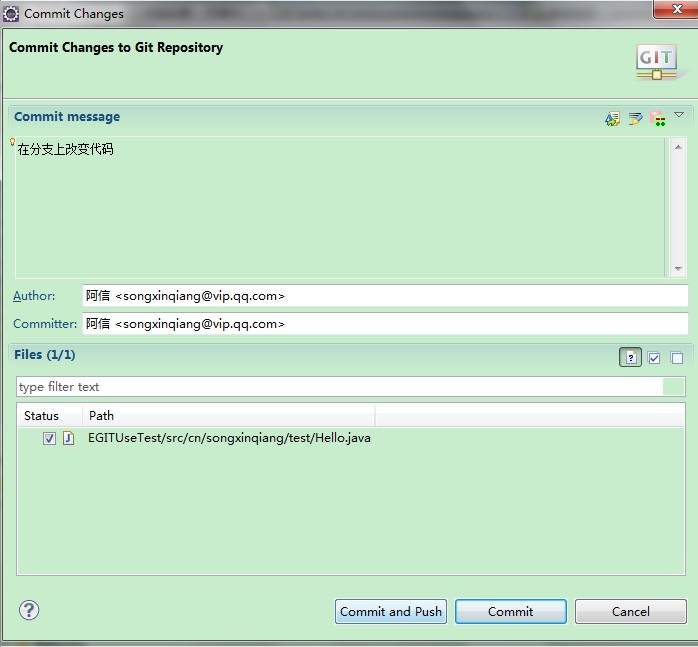 Commit Changes
Commit Changes to Git Repository
GIT
Commit message
在分支上改变代码
Author: 阿信 <songxinqiang@vip.qq.com>
Committer: 阿信 <songxinqiang@vip.qq.com>
Files (1/1)
type filter text
Status Path
EGITUseTest/src/cn/songxinqiang/test/Hello.java
Commit and Push Commit Cancel